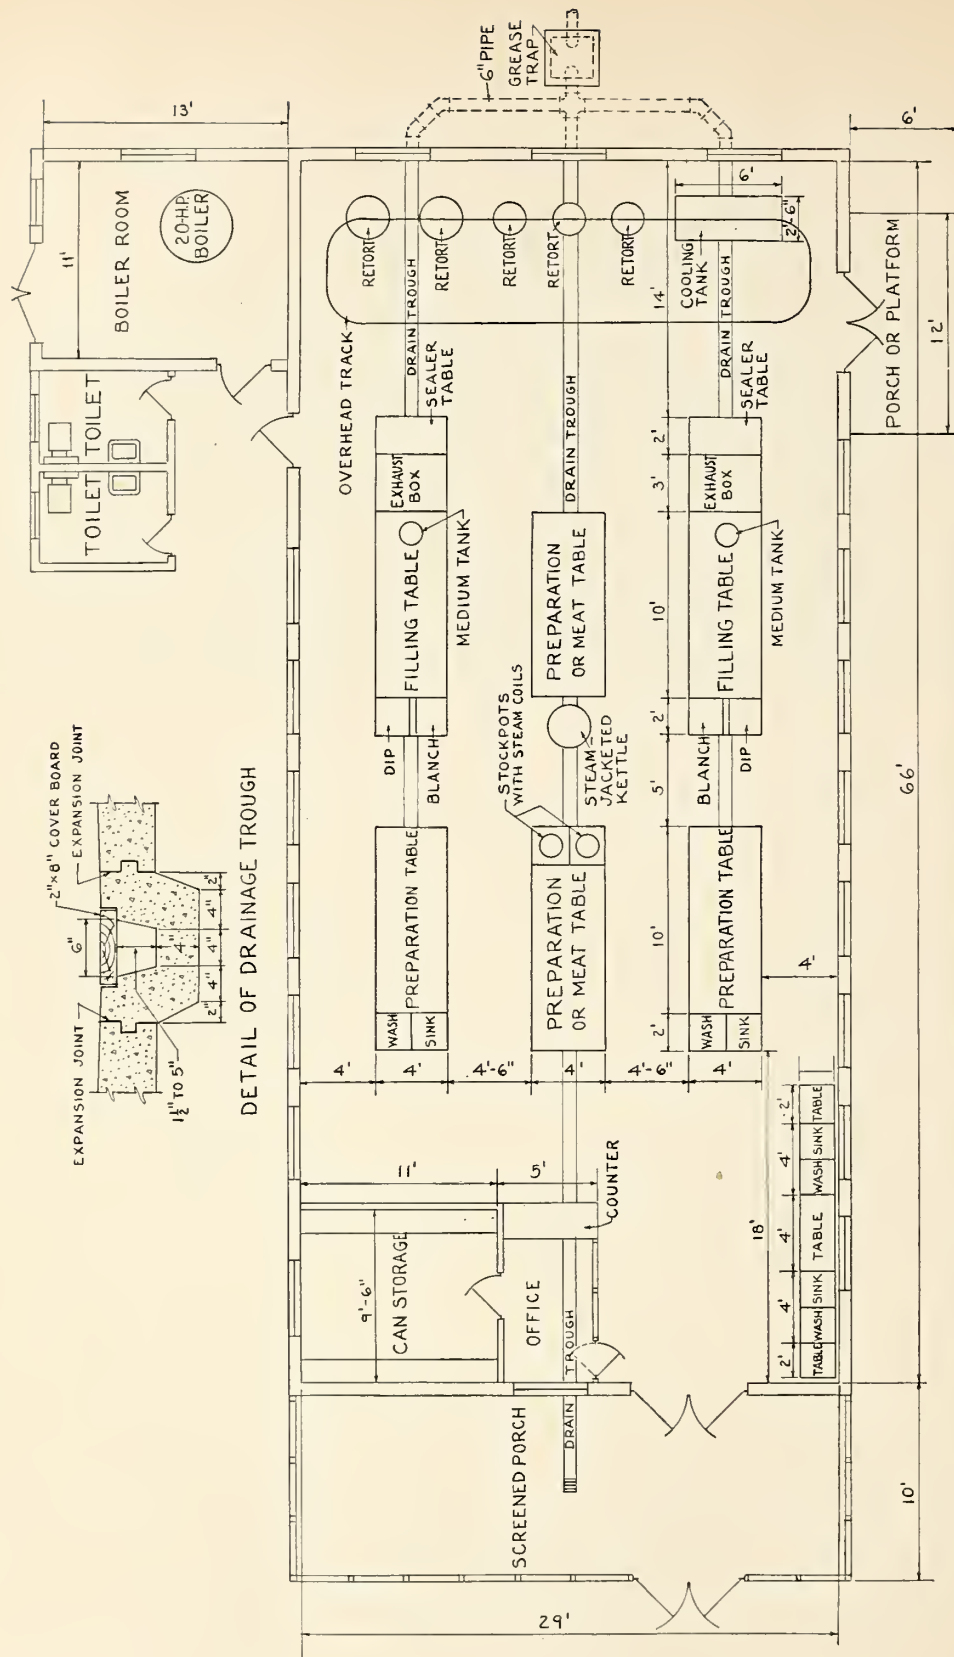 6" PIPE
GREASE
TRAP
13'
11'
BOILER ROOM
20-H.P.
BOILER
TOILET
TOILET
6'
PORCH OR PLATFORM
12'
RETORT
RETORT
RETORT
RETORT
RETORT
6'
2'-6"
COOLING
TANK
14'
OVERHEAD TRACK
DRAIN TROUGH
DRAIN TROUGH
DRAIN TROUGH
SEALER
TABLE
SEALER
TABLE
2'
3'
EXHAUST
BOX
EXHAUST
BOX
FILLING TABLE
MEDIUM TANK
PREPARATION
OR MEAT TABLE
FILLING TABLE
MEDIUM TANK
10'
DIP
BLANCH
STOCKPOTS
WITH STEAM COILS
STEAM-
JACKETED
KETTLE
BLANCH
DIP
2'
5'
66'
PREPARATION TABLE
PREPARATION
OR MEAT TABLE
PREPARATION TABLE
10'
4'
WASH
SINK
WASH
SINK
2'
4'
4'
4'-6"
4'
4'-6"
4'
EXPANSION JOINT
2" x 8" COVER BOARD
EXPANSION JOINT
6"
4"
1½" TO 5"
2"
4"
4"
4"
2"
DETAIL OF DRAINAGE TROUGH
11'
5'
COUNTER
9'-6"
CAN STORAGE
OFFICE
18'
2'
4'
4'
4'
2'
TABLE
WASH
SINK
TABLE
WASH
SINK
TABLE
DRAIN
TROUGH
SCREENED PORCH
10'
29'